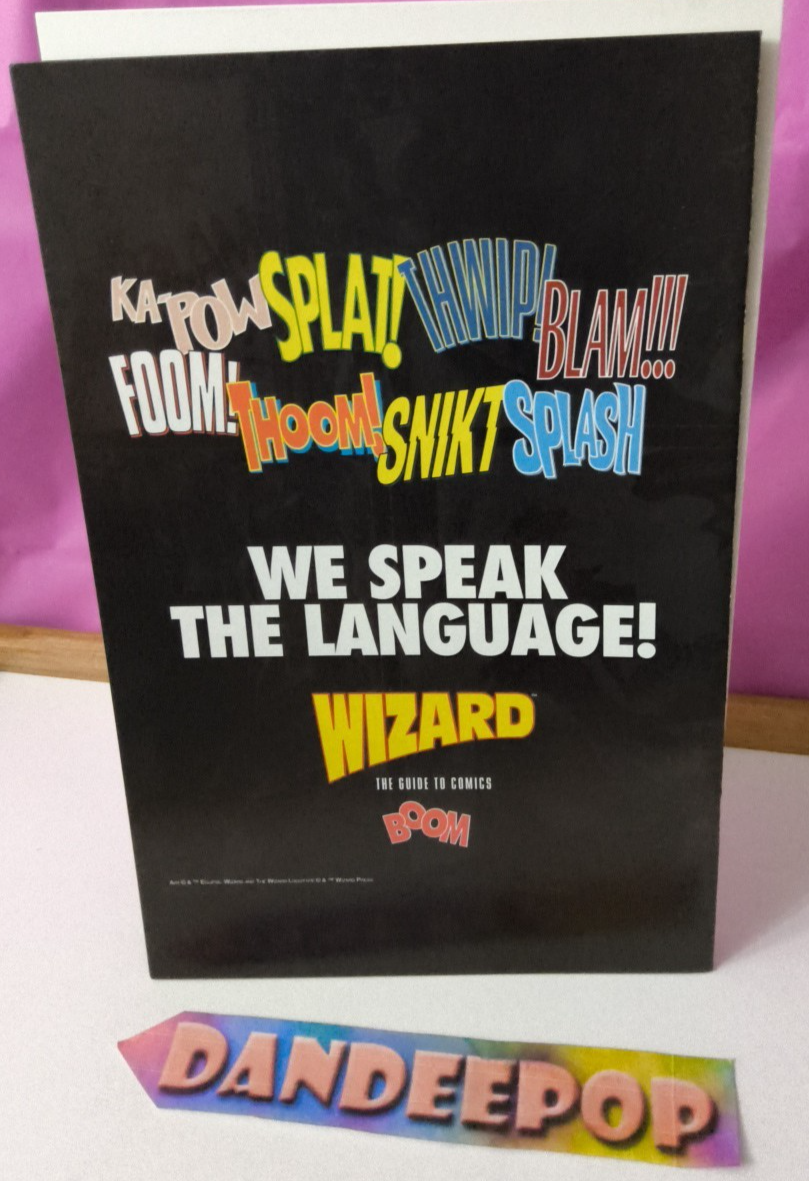 KA-POW SPLAT! THWIP! BLAM!!!
FOOM! THOOM! SNIKT SPLASH
WE SPEAK
THE LANGUAGE!
WIZARD™
THE GUIDE TO COMICS
BOOM
DANDEEPOP